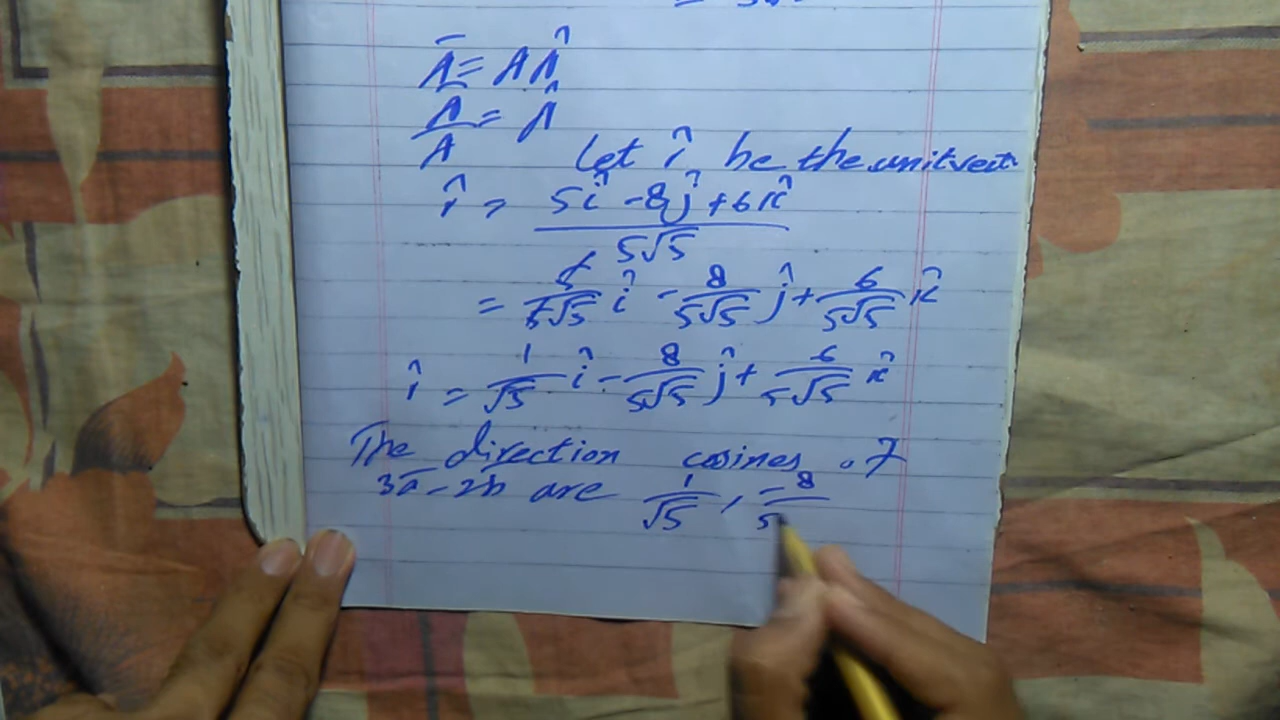 Ā = A Â
Ā/A = Â
Let r̂ be the unit vect
r̂ = (5î - 8ĵ + 6k̂)/(5√5)
= 5/(5√5) î - 8/(5√5) ĵ + 6/(5√5) k̂
r̂ = 1/√5 î - 8/(5√5) ĵ + 6/(5√5) k̂
The direction cosines of
3ā - 2b̄ are 1/√5 , -8/5